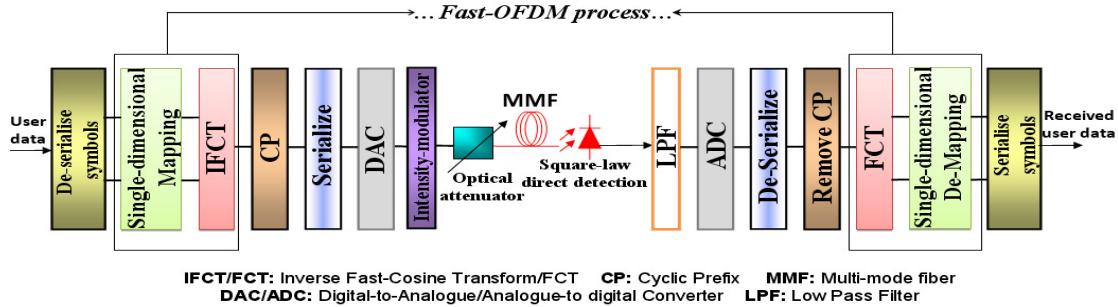 ... Fast-OFDM process...
User
data
De-serialise
symbols
Single-dimensional
Mapping
IFCT
CP
Serialize
DAC
Intensity-modulator
Optical
attenuator
MMF
Square-law
direct detection
LPF
ADC
De-Serialize
Remove CP
FCT
Single-dimensional
De-Mapping
Serialise
symbols
Received
user data
IFCT/FCT: Inverse Fast-Cosine Transform/FCT CP: Cyclic Prefix MMF: Multi-mode fiber
DAC/ADC: Digital-to-Analogue/Analogue-to digital Converter LPF: Low Pass Filter